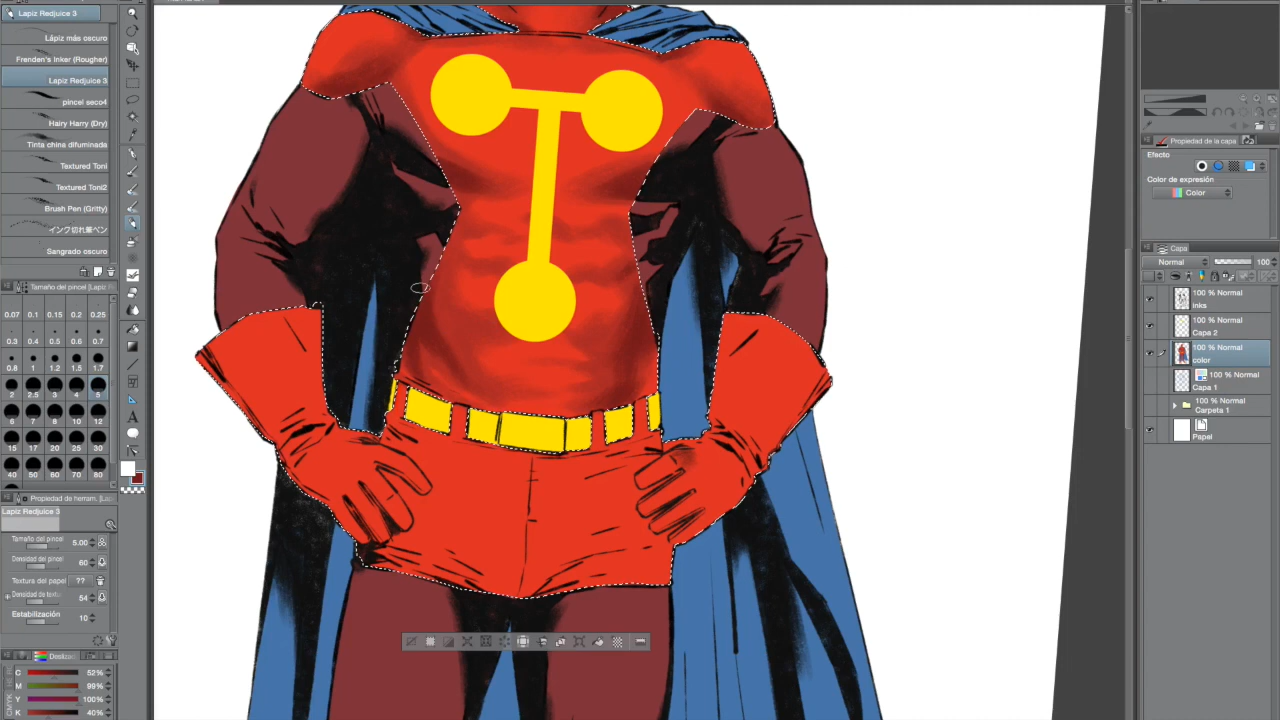 Lapiz Redjuice 3
Lápiz más oscuro
Frenden's Inker (Rougher)
Lapiz Redjuice 3
pincel seco4
Hairy Harry (Dry)
Tinta china difuminada
Textured Toni
Textured Toni2
Brush Pen (Gritty)
インク切れ筆ペン
Sangrado oscuro
Tamaño del pincel [Lapiz R
0.07 0.1 0.15 0.2 0.25
0.3 0.4 0.5 0.6 0.7
0.8 1 1.2 1.5 1.7
2 2.5 3 4 5
6 7 8 10 12
15 17 20 25 30
40 50 60 70 80
Propiedad de herram. [Lapiz
Lapiz Redjuice 3
Tamaño del pincel 5.00
Densidad del pincel 60
Textura del papel ??
Densidad de textur 54
Estabilización 10
Desliza
C 52%
M 99%
Y 100%
K 40%
CMYK
A
Propiedad de la capa
Efecto
Color de expresión
Color
Capa
Normal 100
100 % Normal
inks
100 % Normal
Capa 2
100 % Normal
color
100 % Normal
Capa 1
100 % Normal
Carpeta 1
Papel